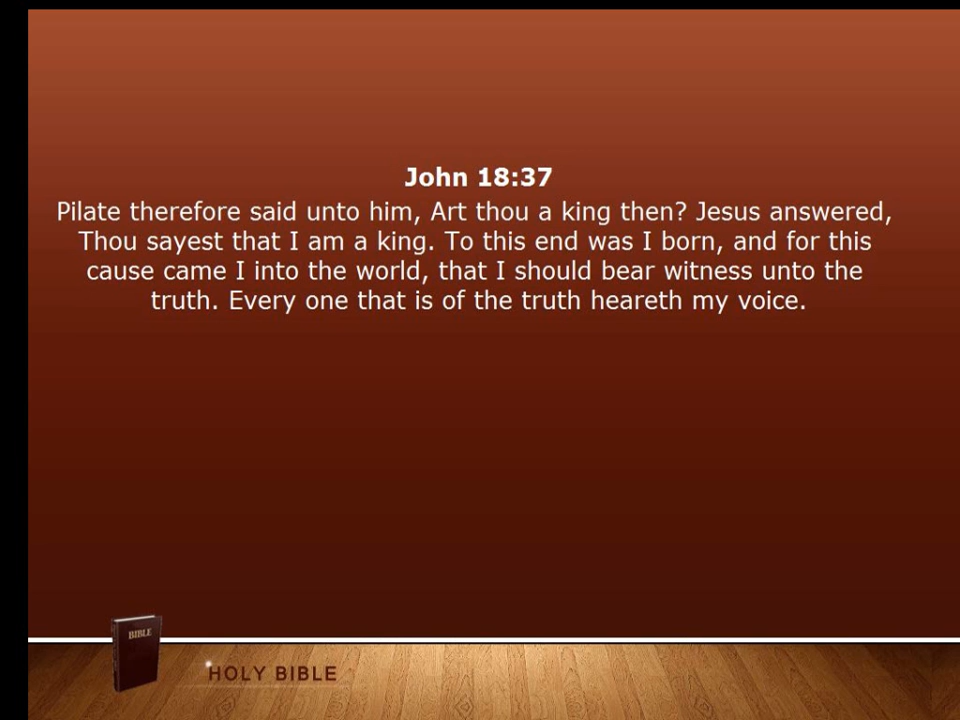 John 18:37
Pilate therefore said unto him, Art thou a king then? Jesus answered,
Thou sayest that I am a king. To this end was I born, and for this
cause came I into the world, that I should bear witness unto the
truth. Every one that is of the truth heareth my voice.
BIBLE
HOLY BIBLE